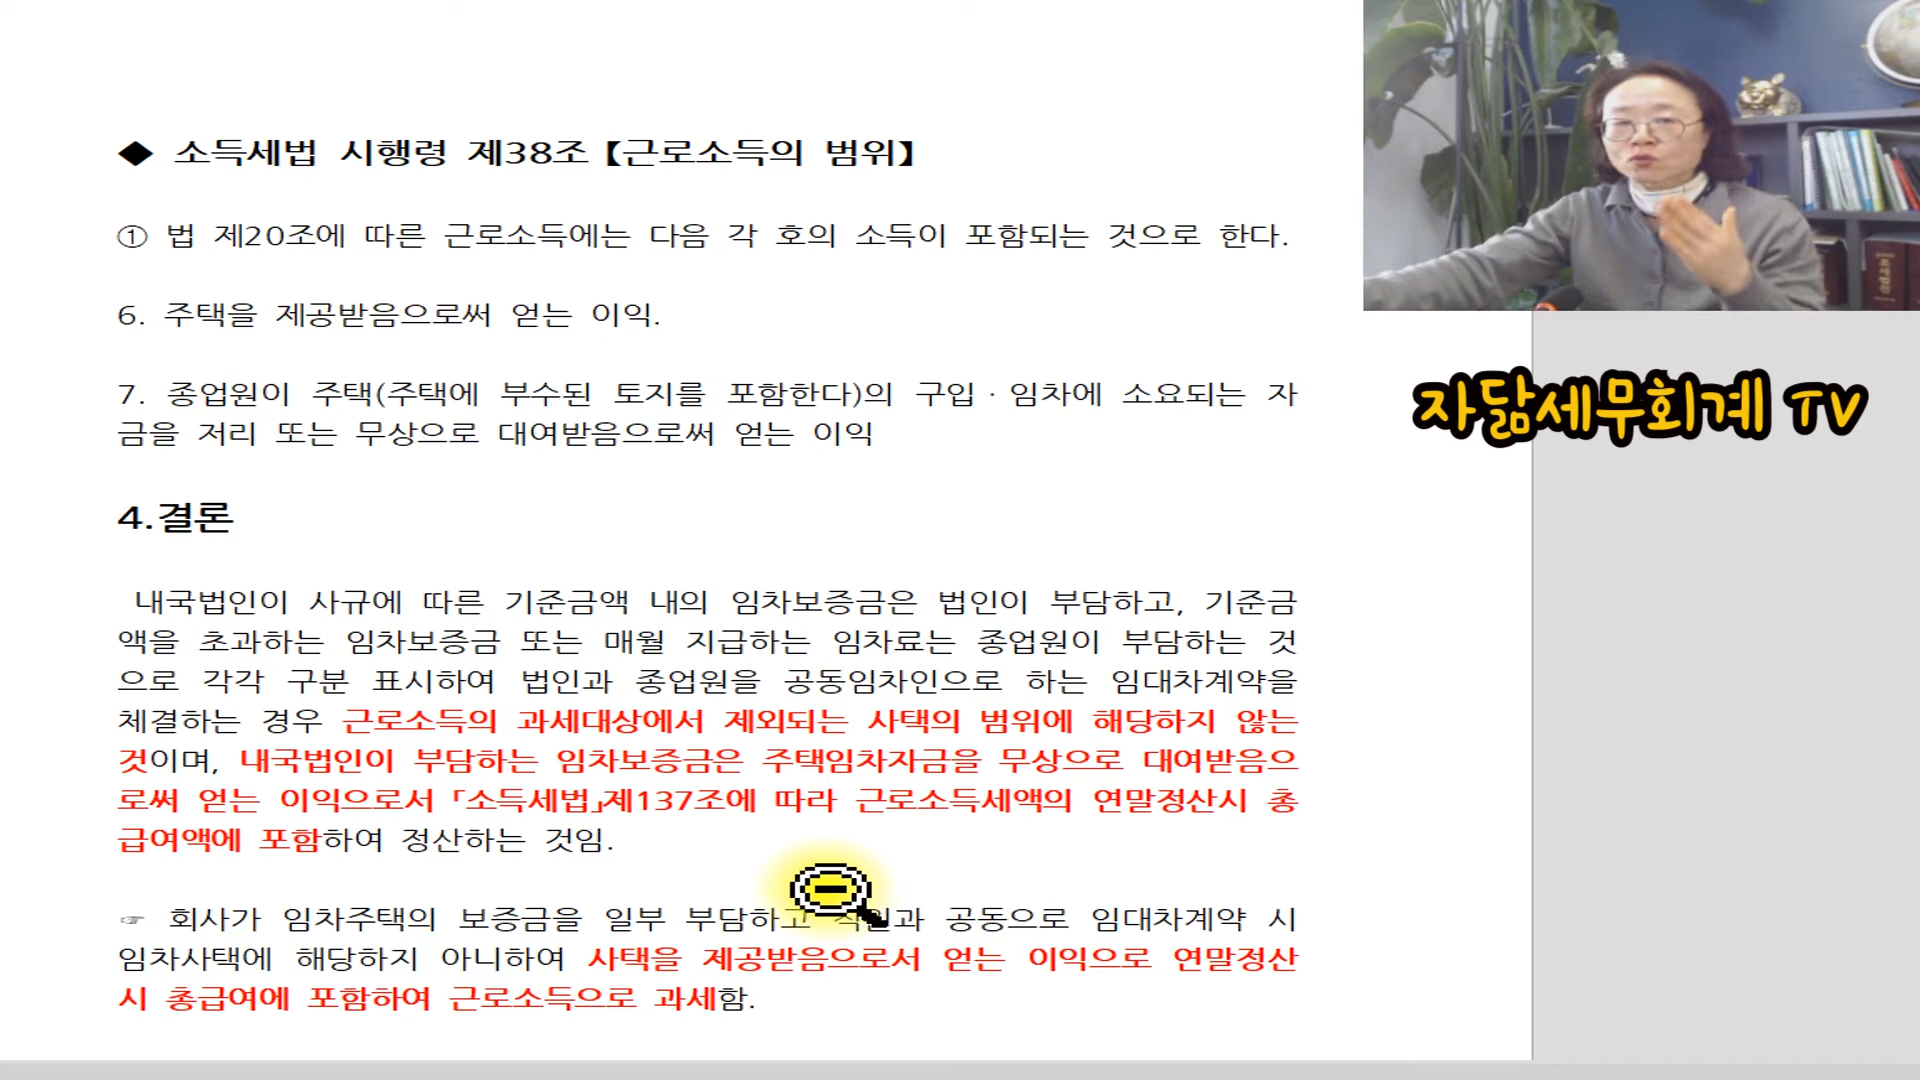 ◆ 소득세법 시행령 제38조【근로소득의 범위】
① 법 제20조에 따른 근로소득에는 다음 각 호의 소득이 포함되는 것으로 한다.
6. 주택을 제공받음으로써 얻는 이익.
7. 종업원이 주택(주택에 부수된 토지를 포함한다)의 구입·임차에 소요되는 자
금을 저리 또는 무상으로 대여받음으로써 얻는 이익
자닮세무회계 TV
4.결론
내국법인이 사규에 따른 기준금액 내의 임차보증금은 법인이 부담하고, 기준금
액을 초과하는 임차보증금 또는 매월 지급하는 임차료는 종업원이 부담하는 것
으로 각각 구분 표시하여 법인과 종업원을 공동임차인으로 하는 임대차계약을
체결하는 경우 근로소득의 과세대상에서 제외되는 사택의 범위에 해당하지 않는
것이며, 내국법인이 부담하는 임차보증금은 주택임차자금을 무상으로 대여받음으
로써 얻는 이익으로서 「소득세법」제137조에 따라 근로소득세액의 연말정산시 총
급여액에 포함하여 정산하는 것임.
☞ 회사가 임차주택의 보증금을 일부 부담하고 직원과 공동으로 임대차계약 시
임차사택에 해당하지 아니하여 사택을 제공받음으로서 얻는 이익으로 연말정산
시 총급여에 포함하여 근로소득으로 과세함.